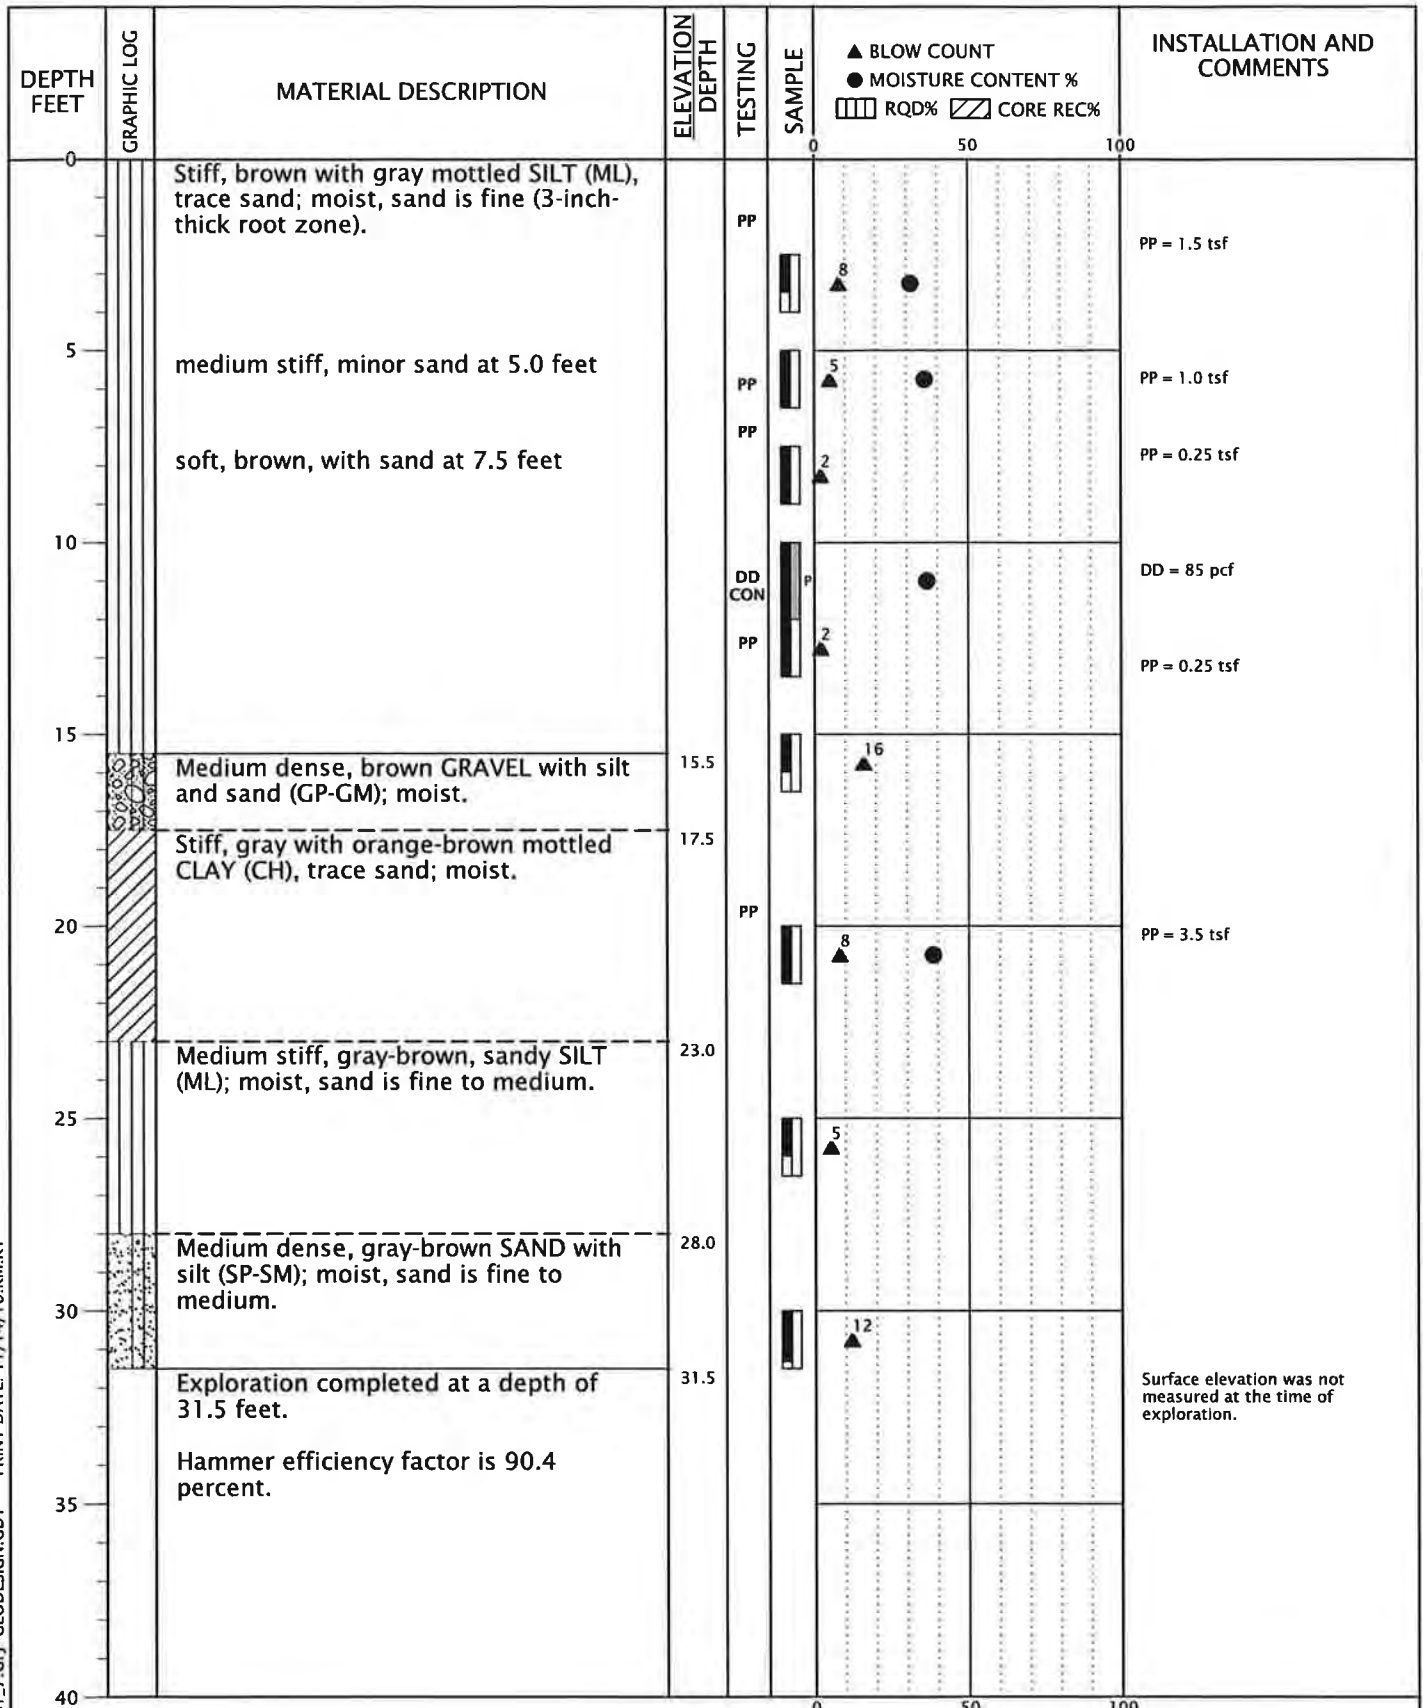 DEPTH
FEET
GRAPHIC LOG
MATERIAL DESCRIPTION
ELEVATION
DEPTH
TESTING
SAMPLE
▲ BLOW COUNT
● MOISTURE CONTENT %
RQD% CORE REC%
0 50 100
INSTALLATION AND
COMMENTS
0
Stiff, brown with gray mottled SILT (ML),
trace sand; moist, sand is fine (3-inch-
thick root zone).
PP
PP = 1.5 tsf
8
5
medium stiff, minor sand at 5.0 feet
PP
5
PP = 1.0 tsf
PP
soft, brown, with sand at 7.5 feet
2
PP = 0.25 tsf
10
DD
CON
P
DD = 85 pcf
PP
2
PP = 0.25 tsf
15
16
Medium dense, brown GRAVEL with silt
and sand (GP-GM); moist.
15.5
Stiff, gray with orange-brown mottled
CLAY (CH), trace sand; moist.
17.5
PP
20
8
PP = 3.5 tsf
Medium stiff, gray-brown, sandy SILT
(ML); moist, sand is fine to medium.
23.0
25
5
Medium dense, gray-brown SAND with
silt (SP-SM); moist, sand is fine to
medium.
28.0
30
12
Exploration completed at a depth of
31.5 feet.
31.5
Surface elevation was not
measured at the time of
exploration.
Hammer efficiency factor is 90.4
percent.
35
40
0 50 100